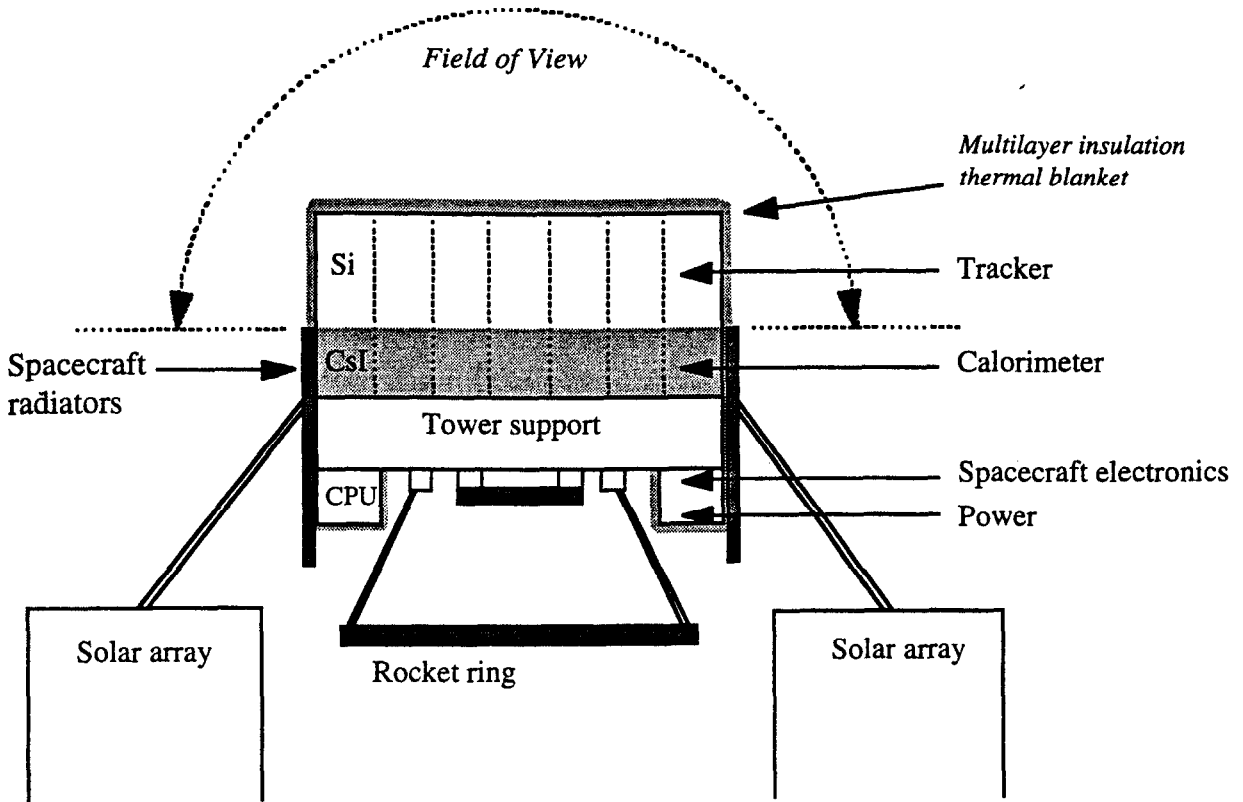 Field of View
Multilayer insulation
thermal blanket
Si
Tracker
CsI
Calorimeter
Spacecraft
radiators
Tower support
Spacecraft electronics
CPU
Power
Solar array
Solar array
Rocket ring